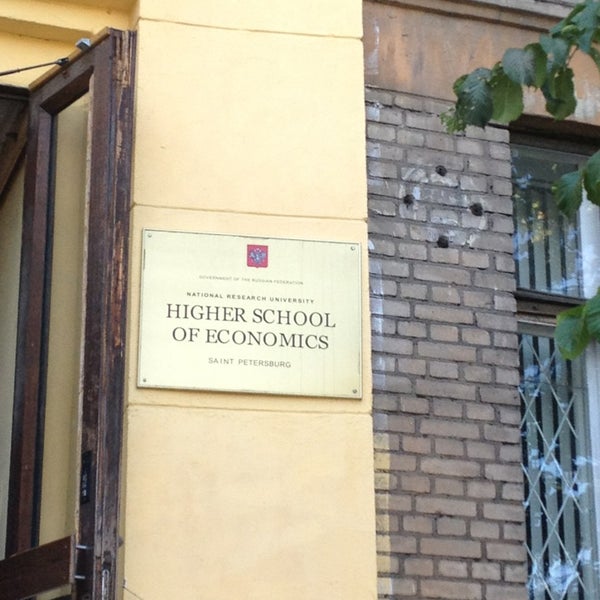 GOVERNMENT OF THE RUSSIAN FEDERATION
NATIONAL RESEARCH UNIVERSITY
HIGHER SCHOOL
OF ECONOMICS
SAINT PETERSBURG